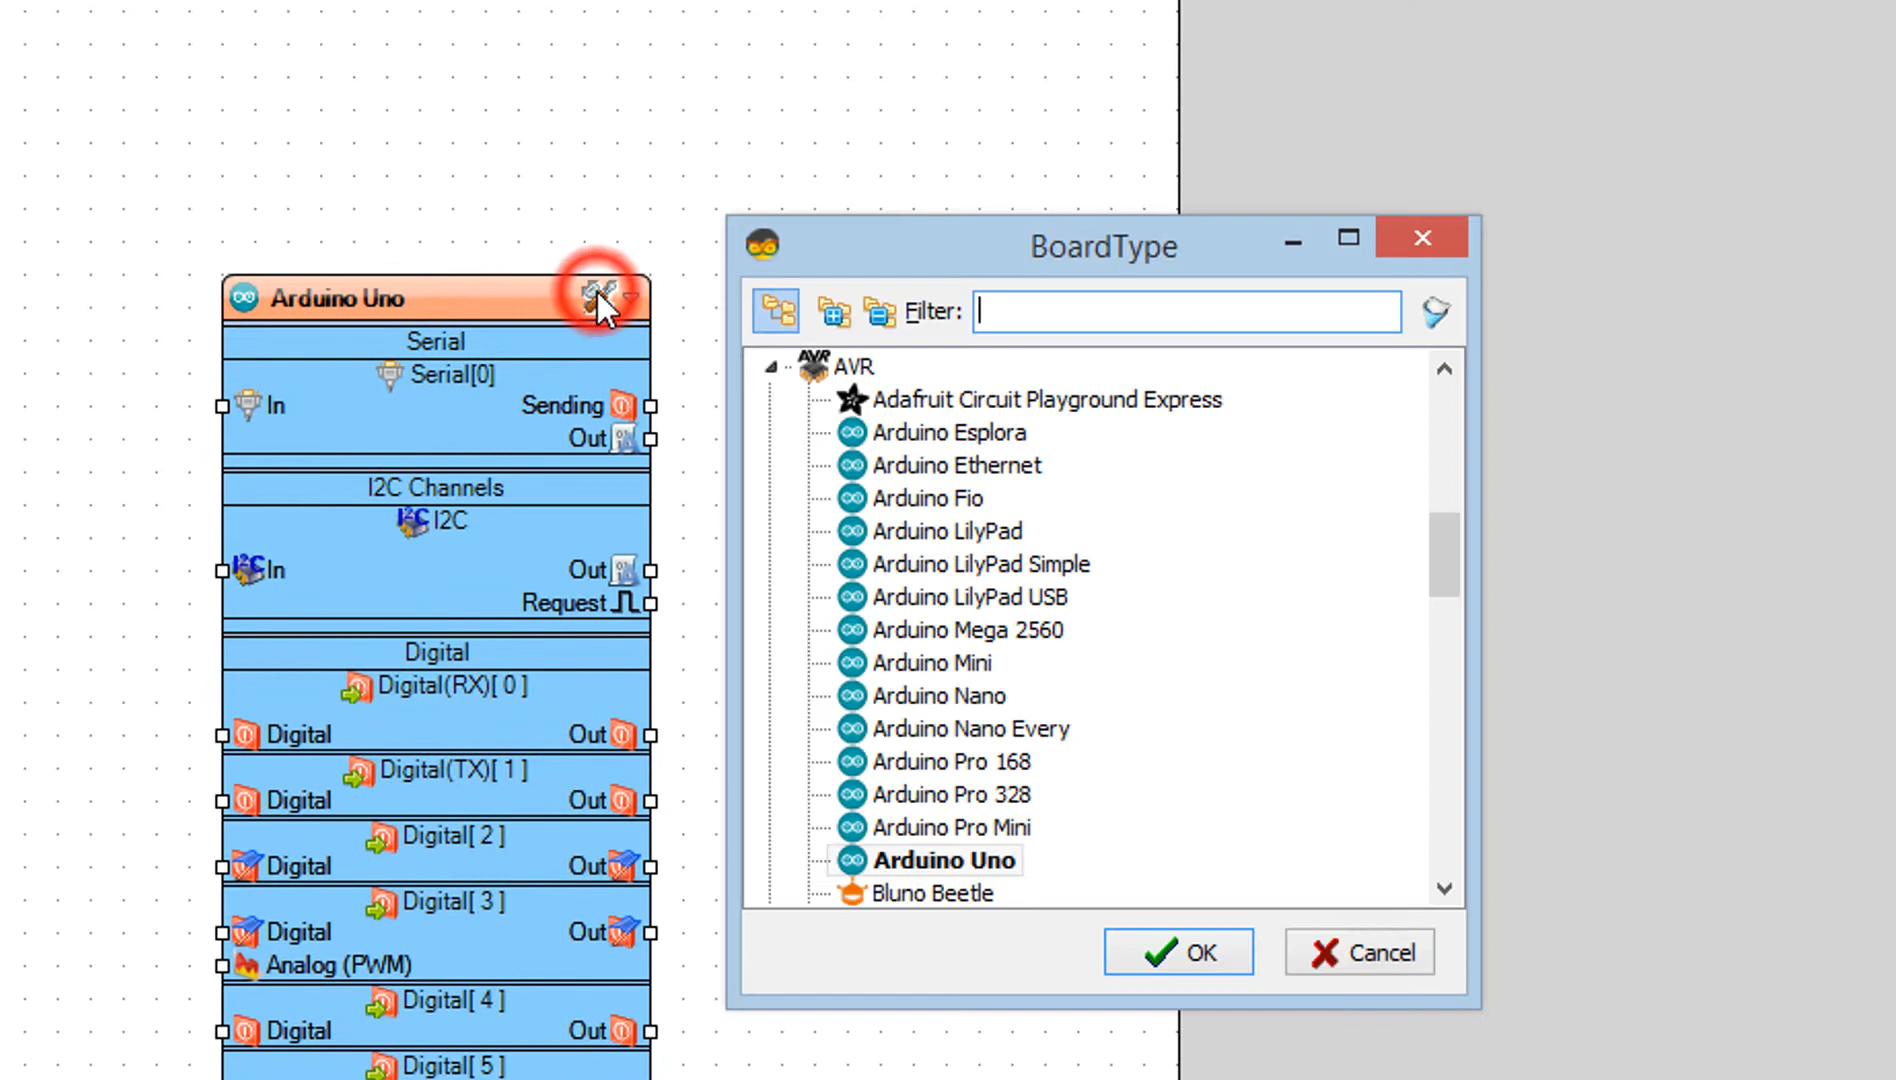 Arduino Uno
Serial
Serial[0]
In
Sending
Out
I2C Channels
I2C I2C
I2C In
Out
Request
Digital
Digital(RX)[ 0 ]
Digital
Out
Digital(TX)[ 1 ]
Digital
Out
Digital[ 2 ]
Digital
Out
Digital[ 3 ]
Digital
Out
Analog (PWM)
Digital[ 4 ]
Digital
Out
Digital[ 5 ]
BoardType
Filter:
AVR AVR
Adafruit Circuit Playground Express
Arduino Esplora
Arduino Ethernet
Arduino Fio
Arduino LilyPad
Arduino LilyPad Simple
Arduino LilyPad USB
Arduino Mega 2560
Arduino Mini
Arduino Nano
Arduino Nano Every
Arduino Pro 168
Arduino Pro 328
Arduino Pro Mini
Arduino Uno
Bluno Beetle
OK
Cancel